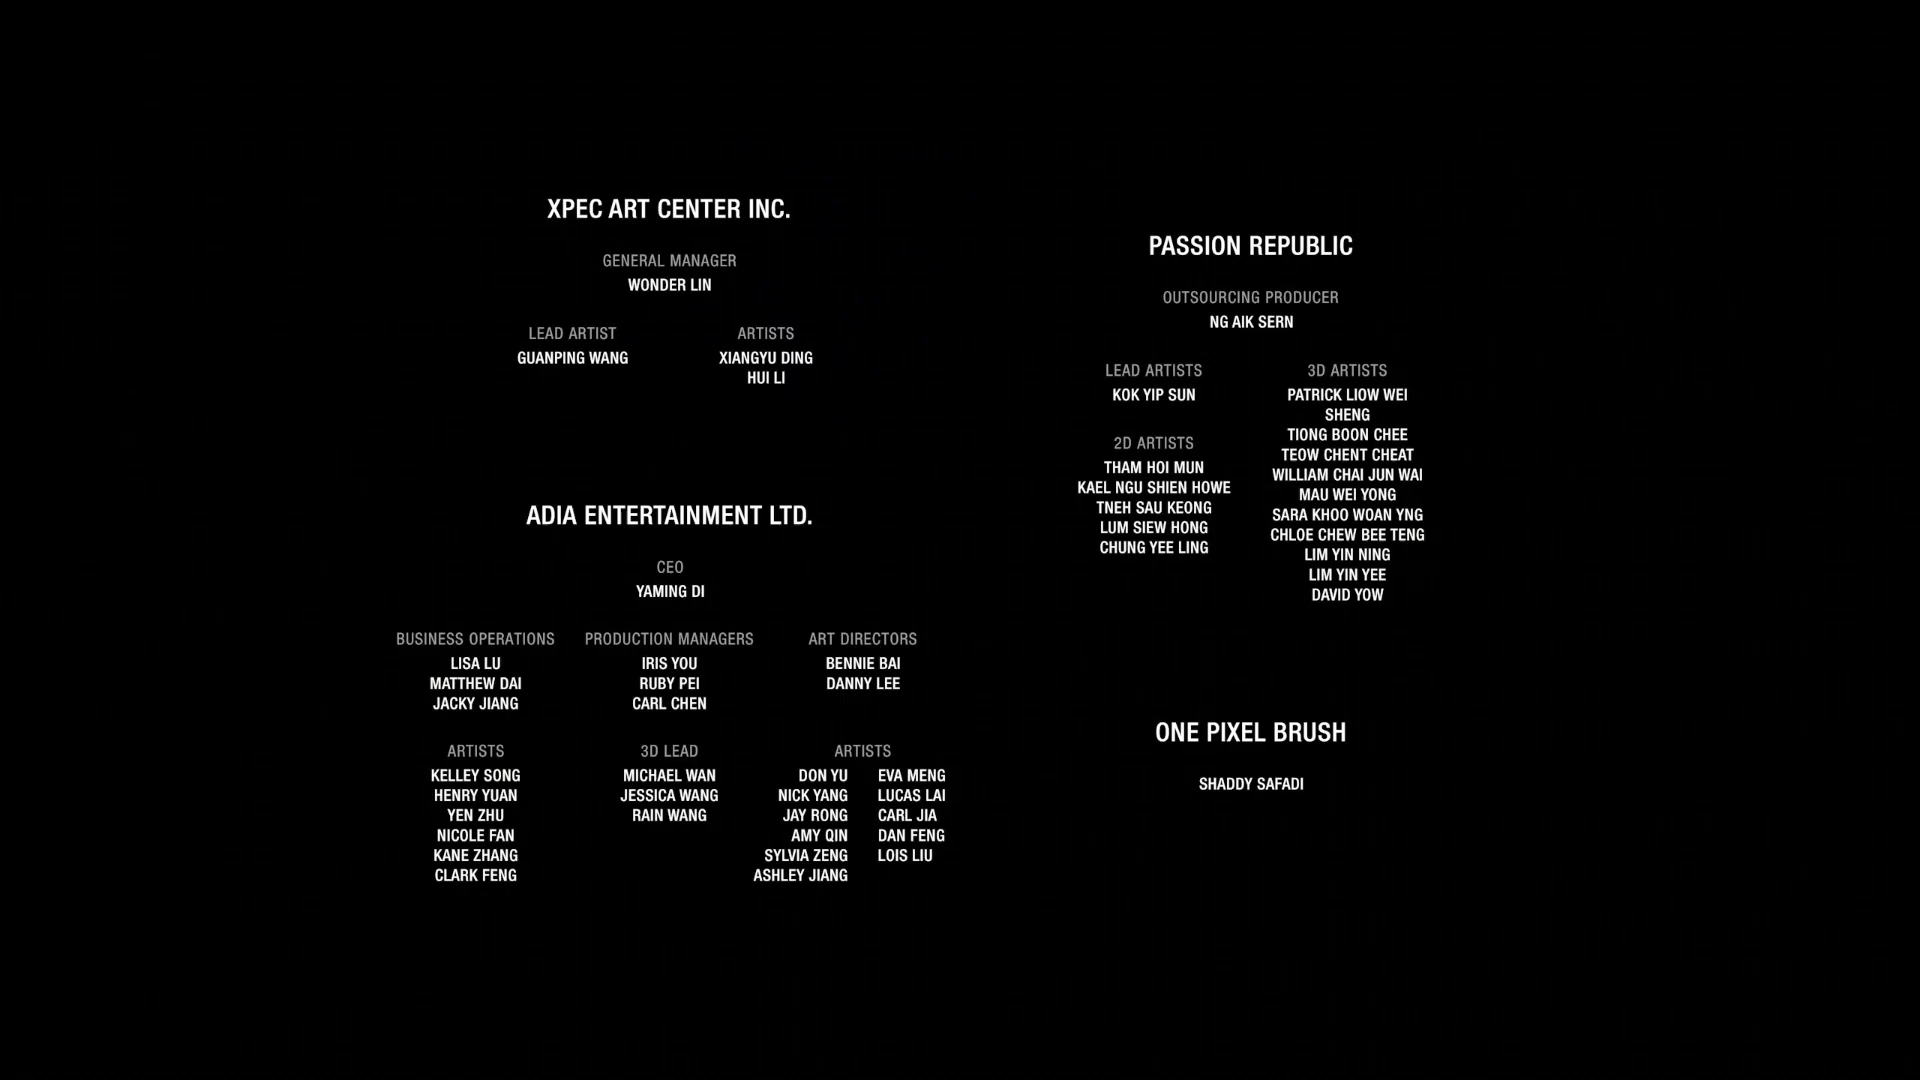 XPEC ART CENTER INC.
GENERAL MANAGER
WONDER LIN
LEAD ARTIST
GUANPING WANG
ARTISTS
XIANGYU DING
HUI LI
ADIA ENTERTAINMENT LTD.
CEO
YAMING DI
BUSINESS OPERATIONS
LISA LU
MATTHEW DAI
JACKY JIANG
PRODUCTION MANAGERS
IRIS YOU
RUBY PEI
CARL CHEN
ART DIRECTORS
BENNIE BAI
DANNY LEE
ARTISTS
KELLEY SONG
HENRY YUAN
YEN ZHU
NICOLE FAN
KANE ZHANG
CLARK FENG
3D LEAD
MICHAEL WAN
JESSICA WANG
RAIN WANG
ARTISTS
DON YU
NICK YANG
JAY RONG
AMY QIN
SYLVIA ZENG
ASHLEY JIANG
EVA MENG
LUCAS LAI
CARL JIA
DAN FENG
LOIS LIU
PASSION REPUBLIC
OUTSOURCING PRODUCER
NG AIK SERN
LEAD ARTISTS
KOK YIP SUN
2D ARTISTS
THAM HOI MUN
KAEL NGU SHIEN HOWE
TNEH SAU KEONG
LUM SIEW HONG
CHUNG YEE LING
3D ARTISTS
PATRICK LIOW WEI
SHENG
TIONG BOON CHEE
TEOW CHENT CHEAT
WILLIAM CHAI JUN WAI
MAU WEI YONG
SARA KHOO WOAN YNG
CHLOE CHEW BEE TENG
LIM YIN NING
LIM YIN YEE
DAVID YOW
ONE PIXEL BRUSH
SHADDY SAFADI